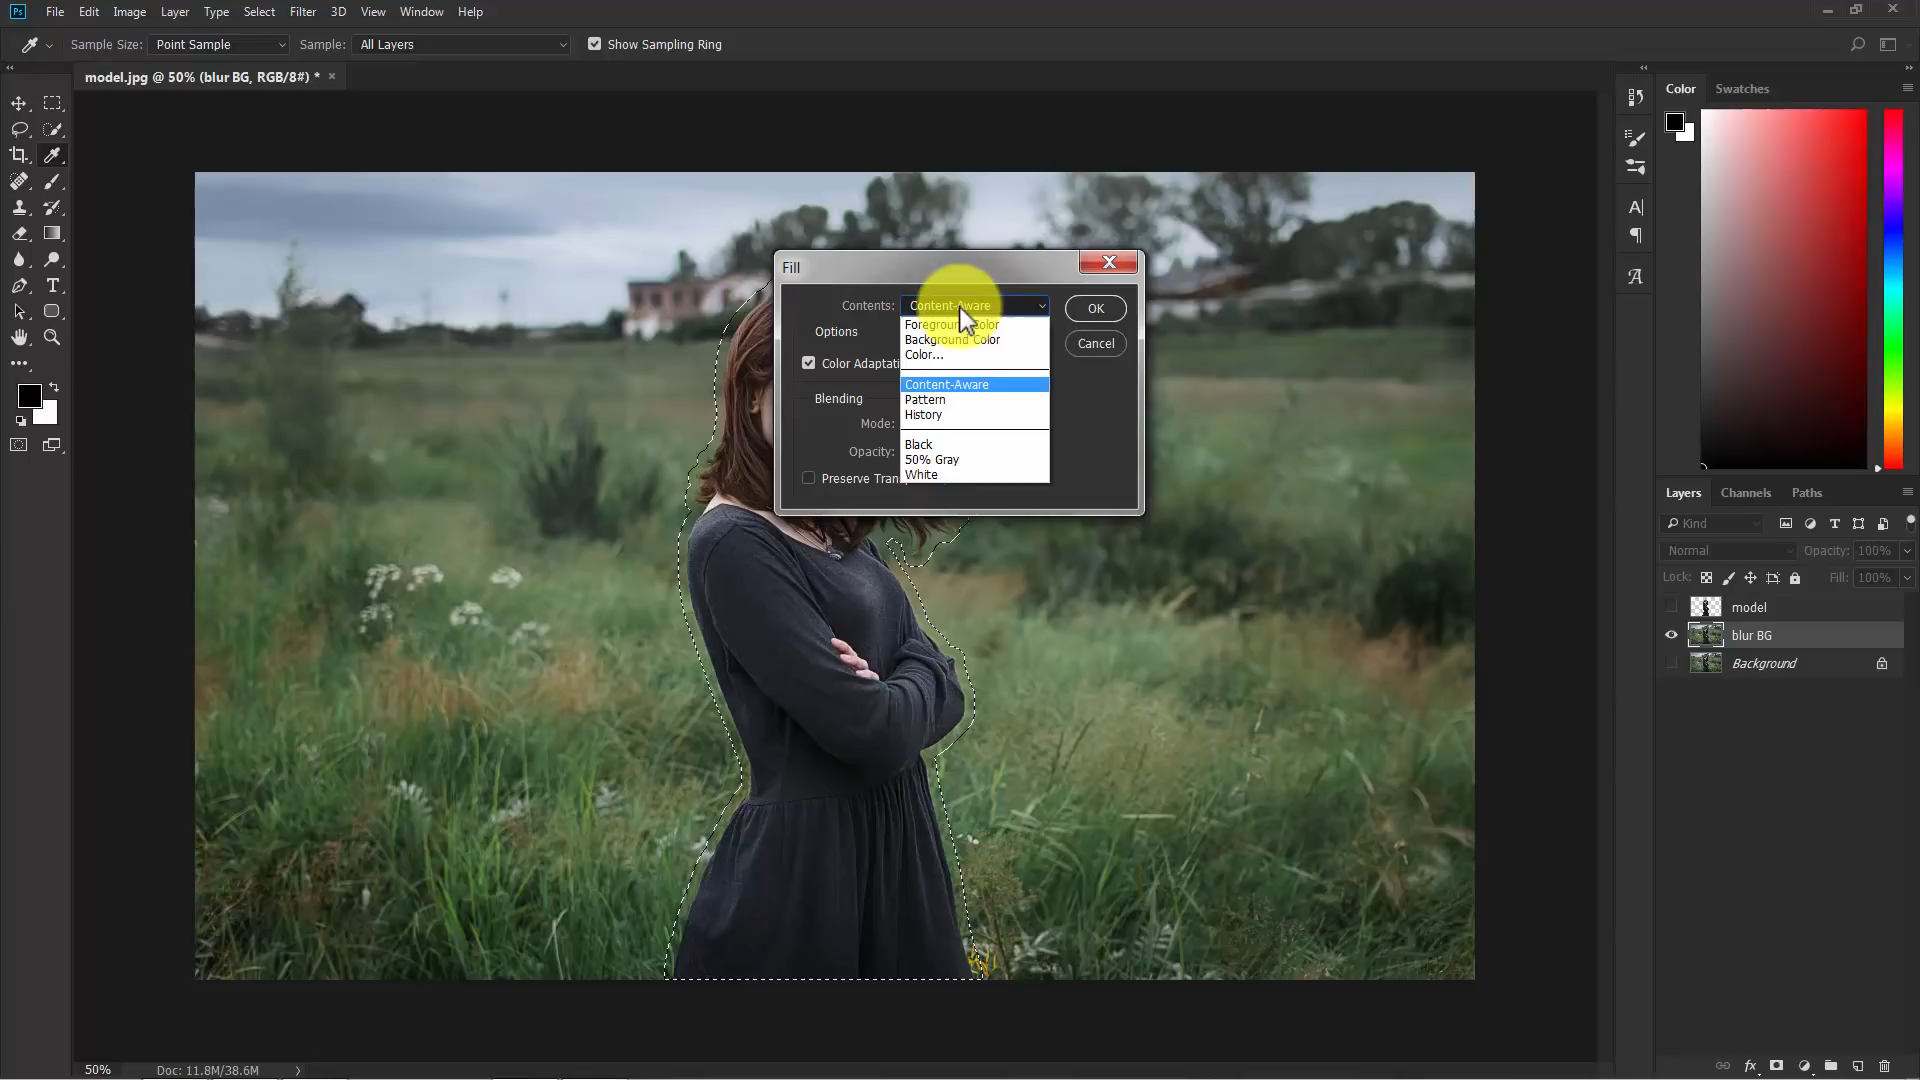 Ps File Edit Image Layer Type Select Filter 3D View Window Help
Sample Size: Point Sample Sample: All Layers Show Sampling Ring
model.jpg @ 50% (blur BG, RGB/8#) * ×
Color Swatches
Fill
Contents: Content-Aware OK
Foreground Color
Options
Background Color Cancel
Color...
Color Adaptati
Content-Aware
Blending
Pattern
History
Mode:
Black
Opacity:
50% Gray
White
Preserve Tran
Layers Channels Paths
Kind
Normal Opacity: 100%
Lock: Fill: 100%
model
blur BG
Background
50% Doc: 11.8M/38.6M